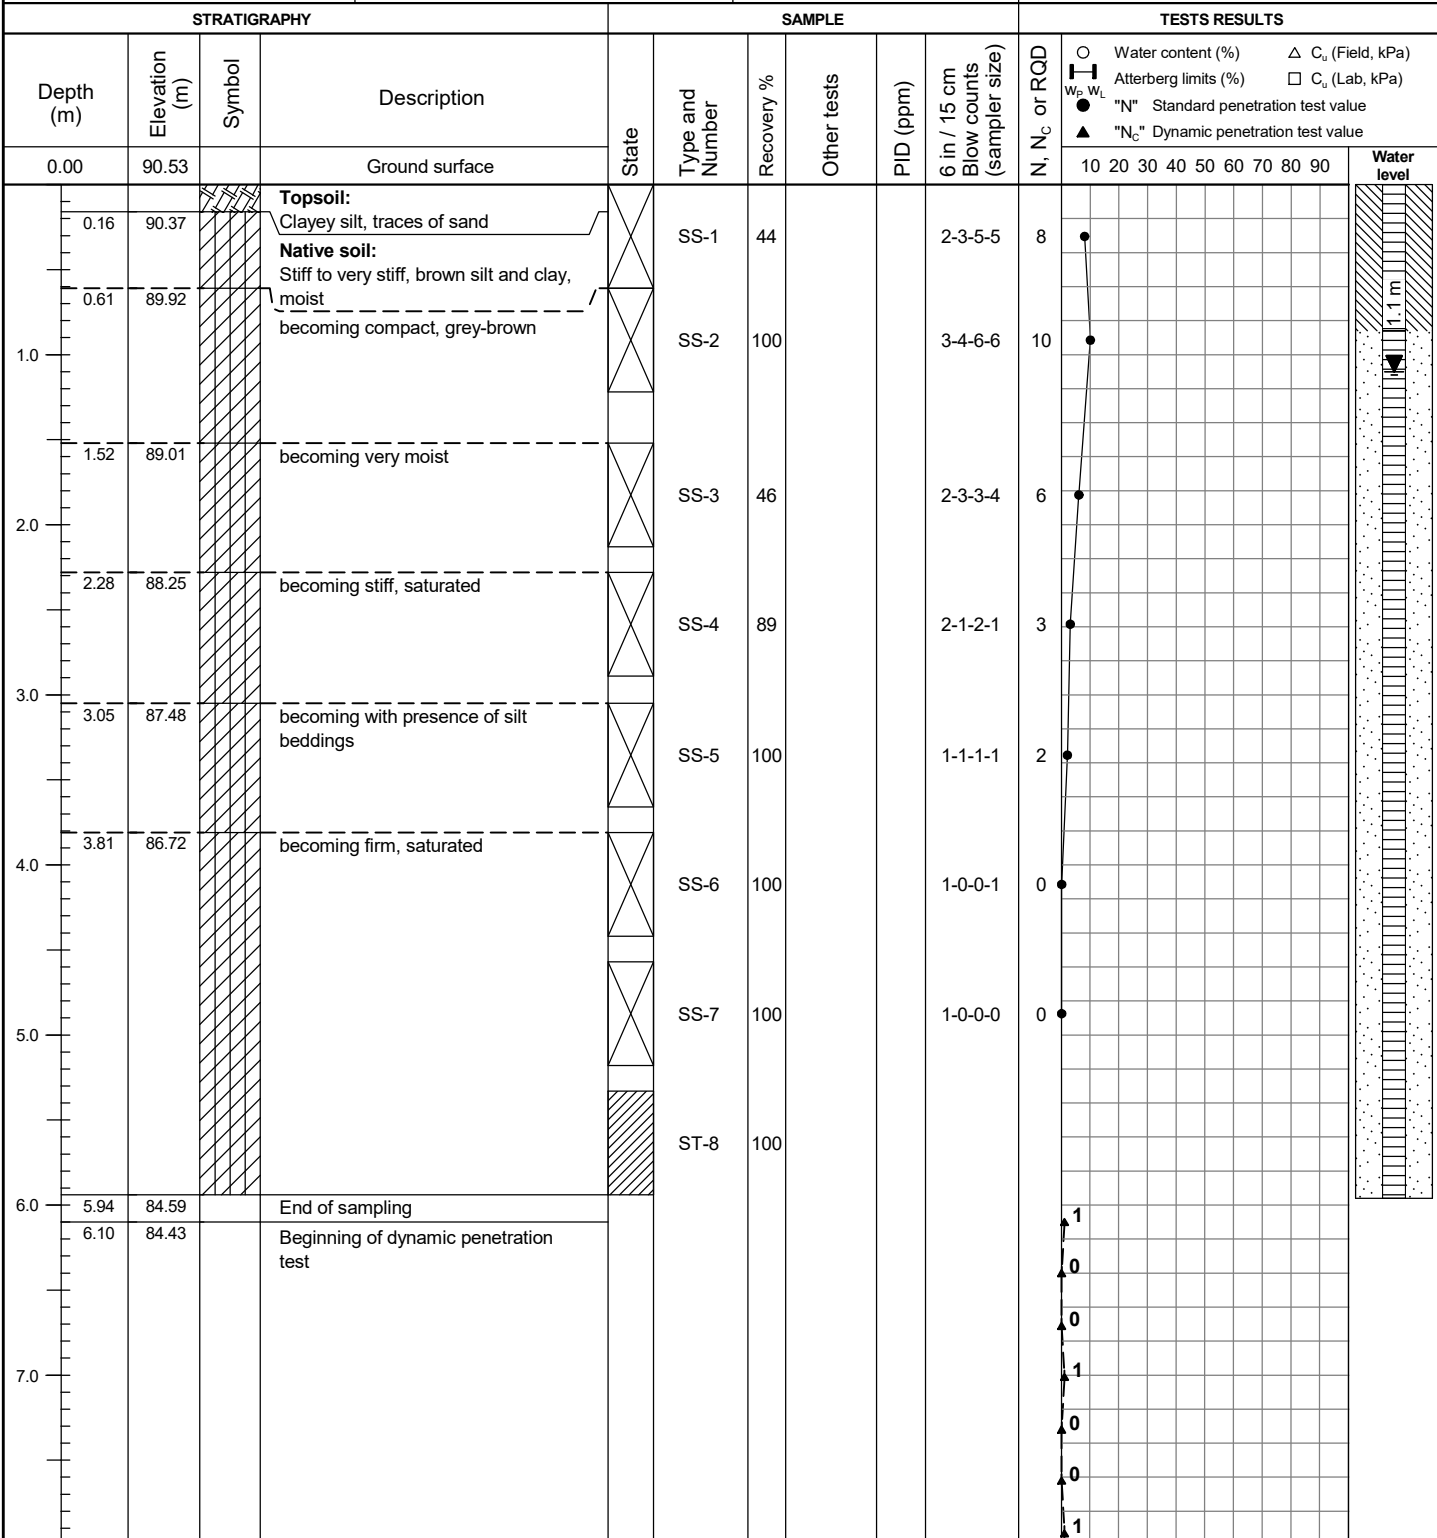 STRATIGRAPHY SAMPLE TESTS RESULTS
Depth (m)
Elevation (m)
Symbol
Description
State
Type and Number
Recovery %
Other tests
PID (ppm)
6 in / 15 cm Blow counts (sampler size)
N, NC or RQD
Water content (%) Cu (Field, kPa)
Atterberg limits (%) Cu (Lab, kPa)
WP WL
"N" Standard penetration test value
"NC" Dynamic penetration test value
0.00 90.53 Ground surface
10 20 30 40 50 60 70 80 90
Water level
Topsoil:
0.16 90.37 Clayey silt, traces of sand
SS-1 44 2-3-5-5 8
Native soil:
Stiff to very stiff, brown silt and clay,
0.61 89.92 moist
1.1 m
becoming compact, grey-brown
SS-2 100 3-4-6-6 10
1.0
1.52 89.01 becoming very moist
SS-3 46 2-3-3-4 6
2.0
2.28 88.25 becoming stiff, saturated
SS-4 89 2-1-2-1 3
3.0
3.05 87.48 becoming with presence of silt
beddings
SS-5 100 1-1-1-1 2
3.81 86.72 becoming firm, saturated
4.0
SS-6 100 1-0-0-1 0
SS-7 100 1-0-0-0 0
5.0
ST-8 100
6.0
5.94 84.59 End of sampling
1
6.10 84.43 Beginning of dynamic penetration
test
0
0
7.0
1
0
0
1